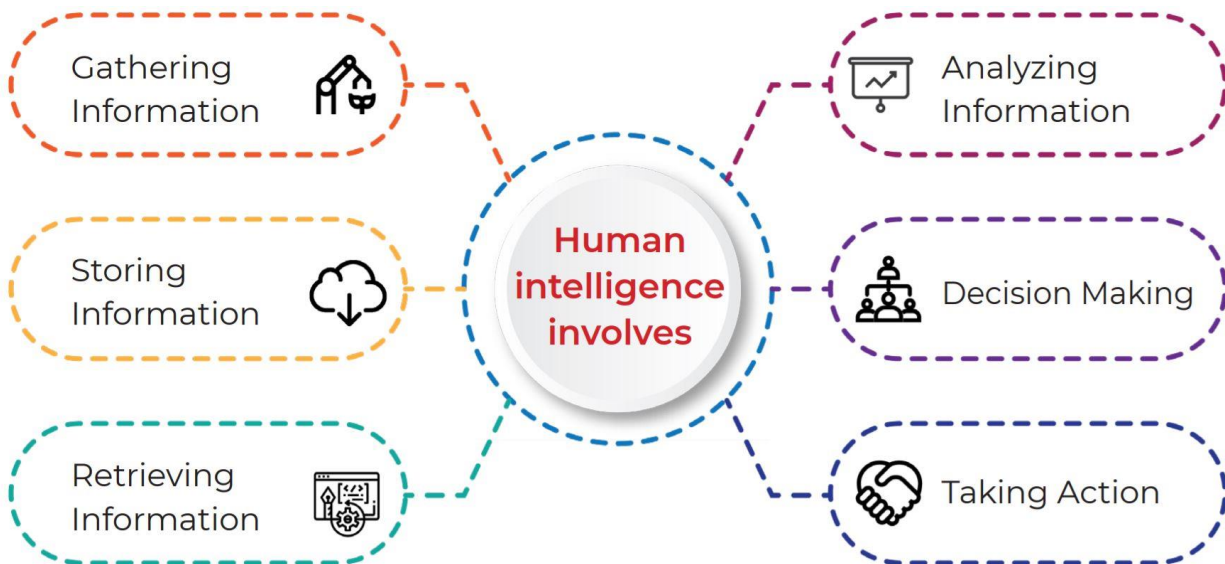 Gathering
Information
Storing
Information
Retrieving
Information
Human
intelligence
involves
Analyzing
Information
Decision Making
Taking Action